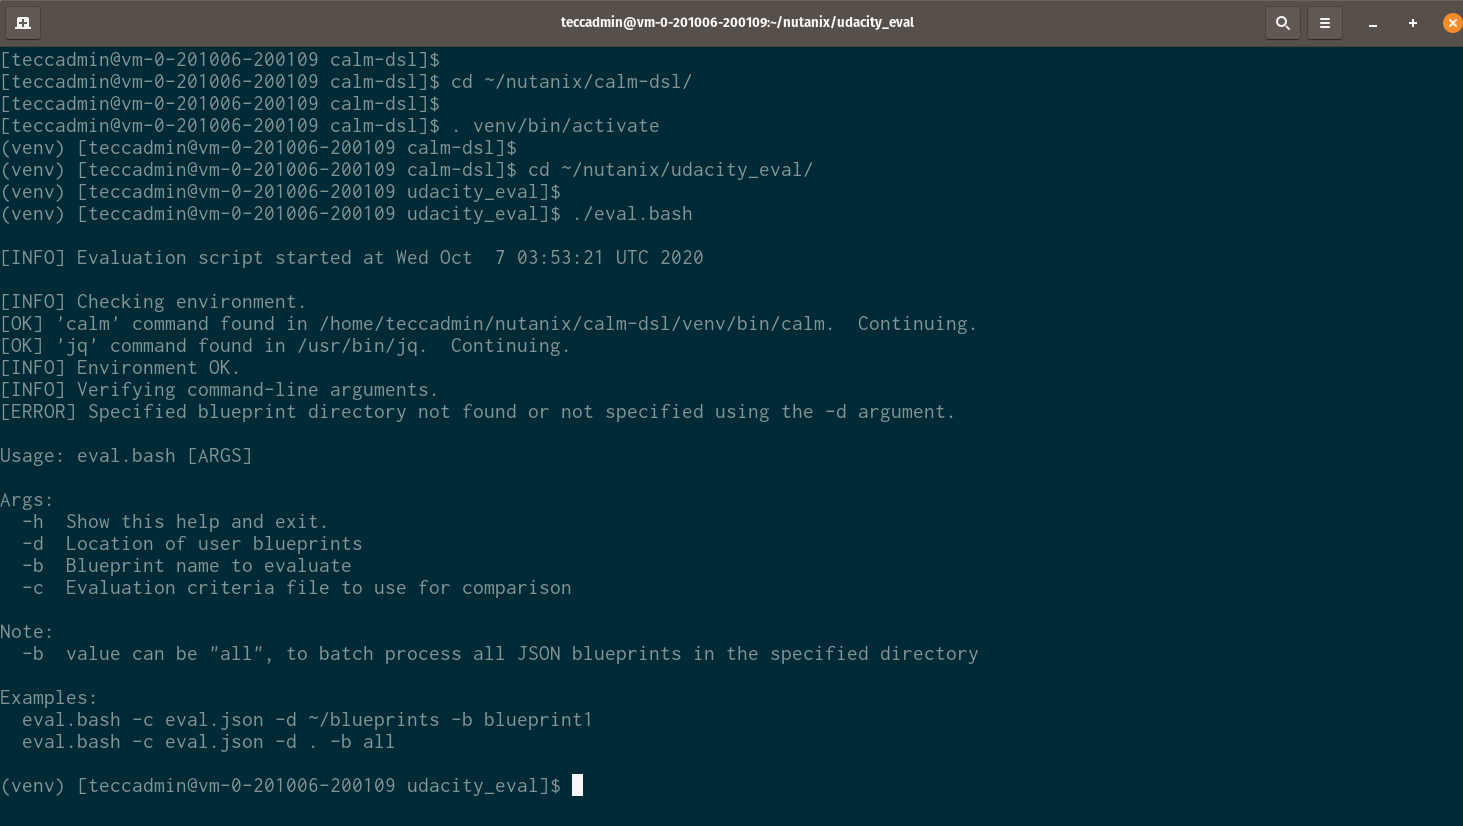 teccadmin@vm-0-201006-200109:~/nutanix/udacity_eval
[teccadmin@vm-0-201006-200109 calm-dsl]$
[teccadmin@vm-0-201006-200109 calm-dsl]$ cd ~/nutanix/calm-dsl/
[teccadmin@vm-0-201006-200109 calm-dsl]$
[teccadmin@vm-0-201006-200109 calm-dsl]$ . venv/bin/activate
(venv) [teccadmin@vm-0-201006-200109 calm-dsl]$
(venv) [teccadmin@vm-0-201006-200109 calm-dsl]$ cd ~/nutanix/udacity_eval/
(venv) [teccadmin@vm-0-201006-200109 udacity_eval]$
(venv) [teccadmin@vm-0-201006-200109 udacity_eval]$ ./eval.bash
[INFO] Evaluation script started at Wed Oct  7 03:53:21 UTC 2020
[INFO] Checking environment.
[OK] 'calm' command found in /home/teccadmin/nutanix/calm-dsl/venv/bin/calm.  Continuing.
[OK] 'jq' command found in /usr/bin/jq.  Continuing.
[INFO] Environment OK.
[INFO] Verifying command-line arguments.
[ERROR] Specified blueprint directory not found or not specified using the -d argument.
Usage: eval.bash [ARGS]
Args:
  -h  Show this help and exit.
  -d  Location of user blueprints
  -b  Blueprint name to evaluate
  -c  Evaluation criteria file to use for comparison
Note:
  -b  value can be "all", to batch process all JSON blueprints in the specified directory
Examples:
  eval.bash -c eval.json -d ~/blueprints -b blueprint1
  eval.bash -c eval.json -d . -b all
(venv) [teccadmin@vm-0-201006-200109 udacity_eval]$